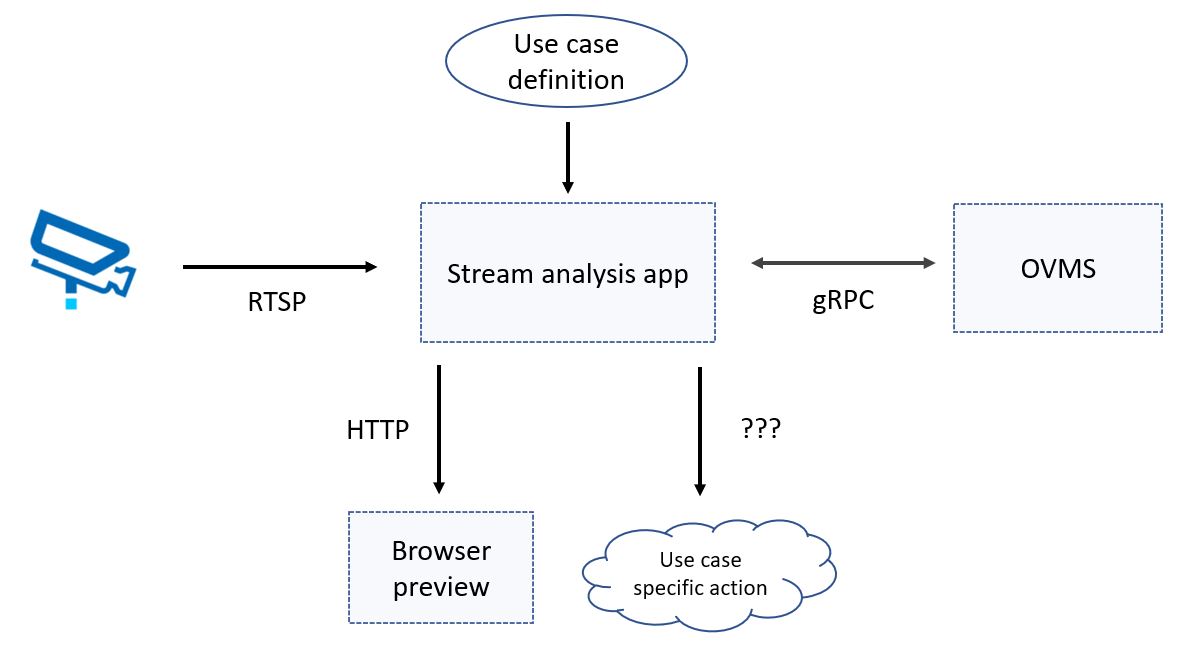 Use case
definition
Stream analysis app
OVMS
RTSP
gRPC
HTTP
???
Browser
preview
Use case
specific action